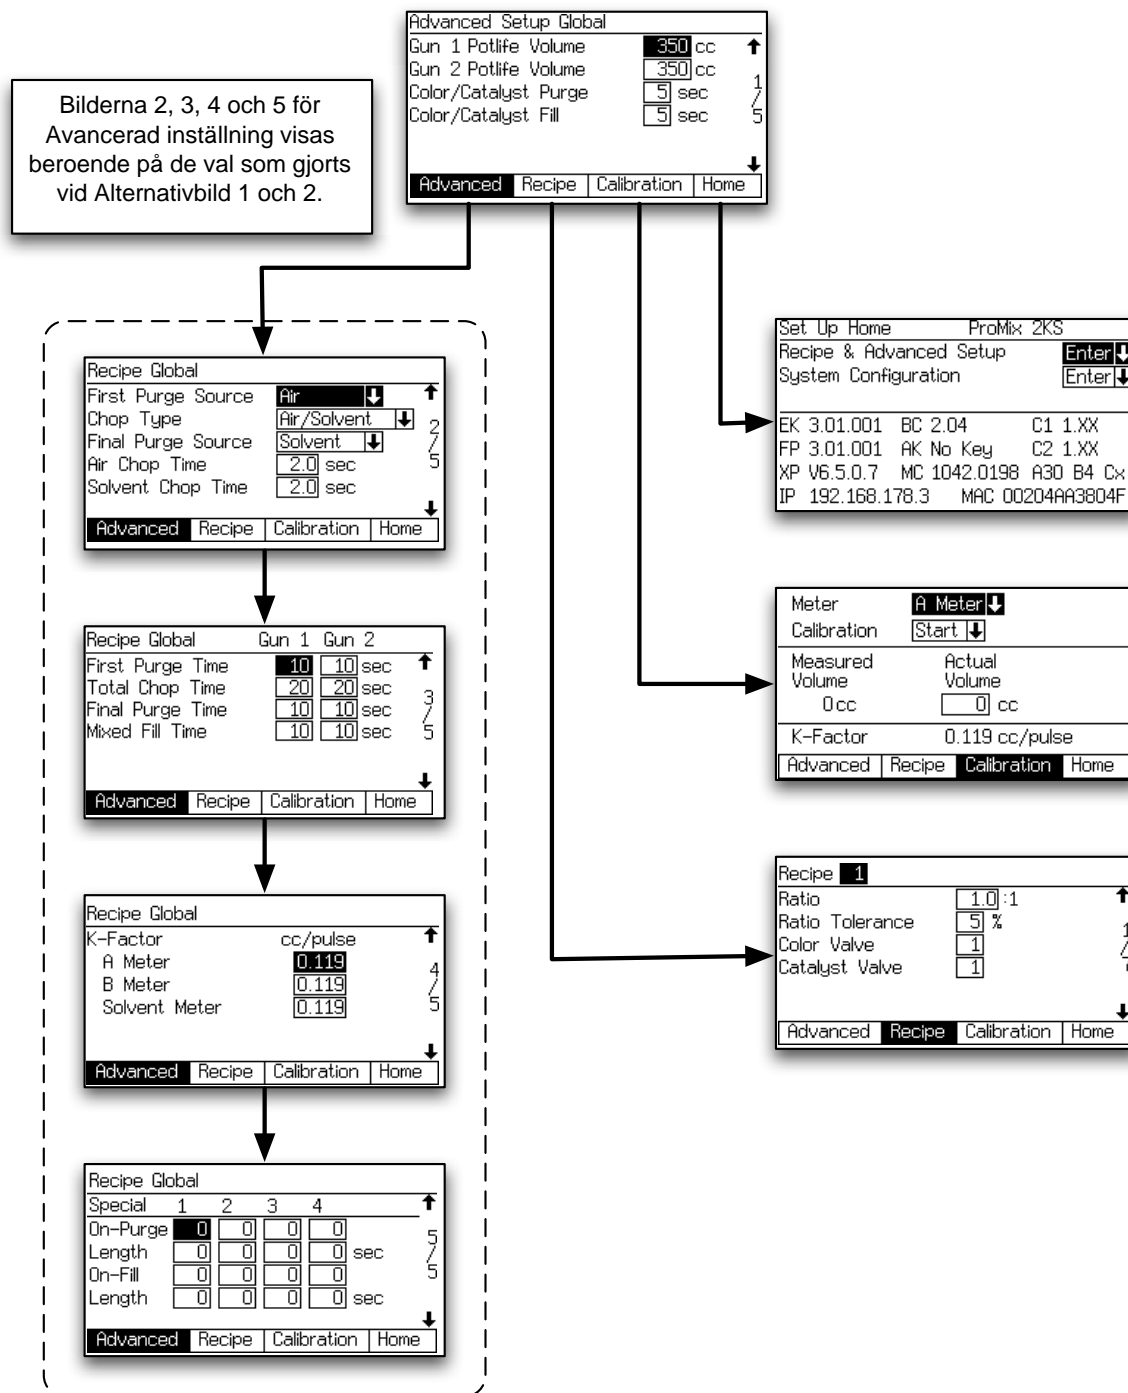 Advanced Setup Global
Gun 1 Potlife Volume 350 cc
Gun 2 Potlife Volume 350 cc
Color/Catalyst Purge 5 sec
Color/Catalyst Fill 5 sec
1/5
Advanced Recipe Calibration Home
Bilderna 2, 3, 4 och 5 för
Avancerad inställning visas
beroende på de val som gjorts
vid Alternativbild 1 och 2.
Recipe Global
First Purge Source Air
Chop Type Air/Solvent
Final Purge Source Solvent
Air Chop Time 2.0 sec
Solvent Chop Time 2.0 sec
2/5
Advanced Recipe Calibration Home
Recipe Global Gun 1 Gun 2
First Purge Time 10 10 sec
Total Chop Time 20 20 sec
Final Purge Time 10 10 sec
Mixed Fill Time 10 10 sec
3/5
Advanced Recipe Calibration Home
Recipe Global
K-Factor cc/pulse
A Meter 0.119
B Meter 0.119
Solvent Meter 0.119
4/5
Advanced Recipe Calibration Home
Recipe Global
Special 1 2 3 4
On-Purge 0 0 0 0
Length 0 0 0 0 sec
On-Fill 0 0 0 0
Length 0 0 0 0 sec
5/5
Advanced Recipe Calibration Home
Set Up Home ProMix 2KS
Recipe & Advanced Setup Enter
System Configuration Enter
EK 3.01.001 BC 2.04 C1 1.XX
FP 3.01.001 AK No Key C2 1.XX
XP V6.5.0.7 MC 1042.0198 A30 B4 Cx
IP 192.168.178.3 MAC 00204AA3804F
Meter A Meter
Calibration Start
Measured Actual
Volume Volume
0 cc 0 cc
K-Factor 0.119 cc/pulse
Advanced Recipe Calibration Home
Recipe 1
Ratio 1.0 :1
Ratio Tolerance 5 %
Color Valve 1
Catalyst Valve 1
1/
Advanced Recipe Calibration Home